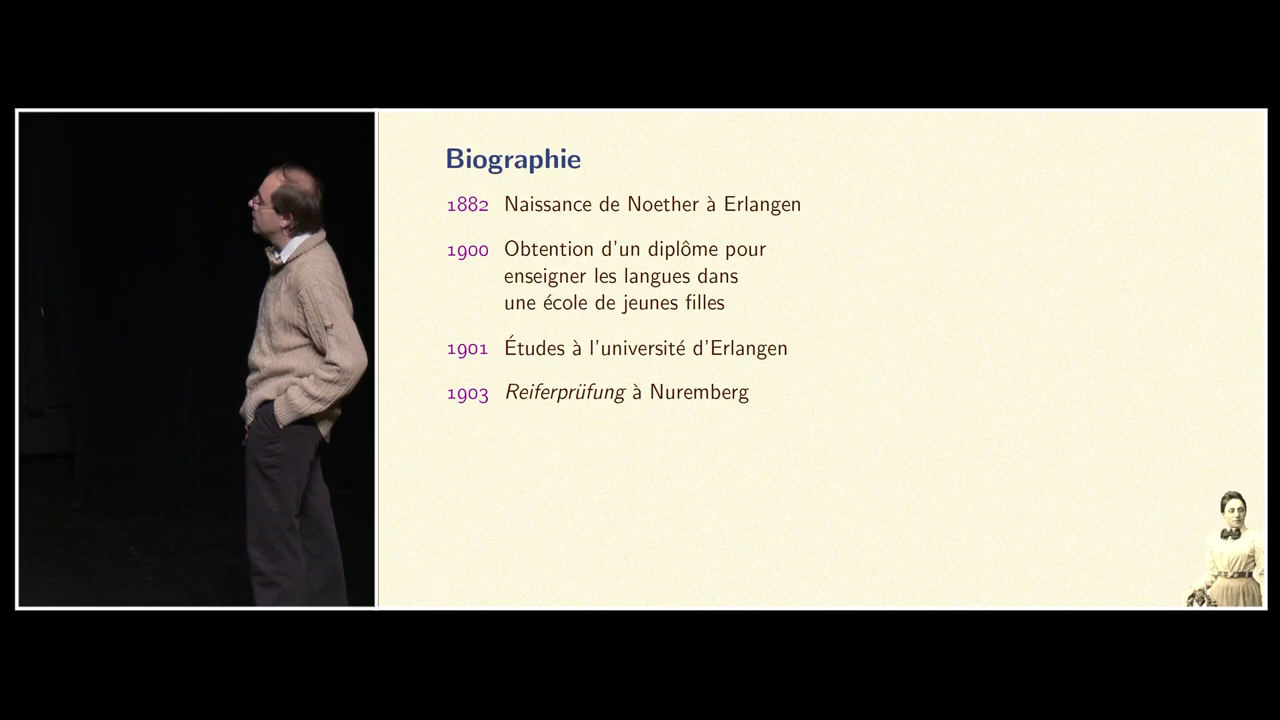 Biographie
1882 Naissance de Noether à Erlangen
1900 Obtention d'un diplôme pour
enseigner les langues dans
une école de jeunes filles
1901 Études à l'université d'Erlangen
1903 Reiferprüfung à Nuremberg